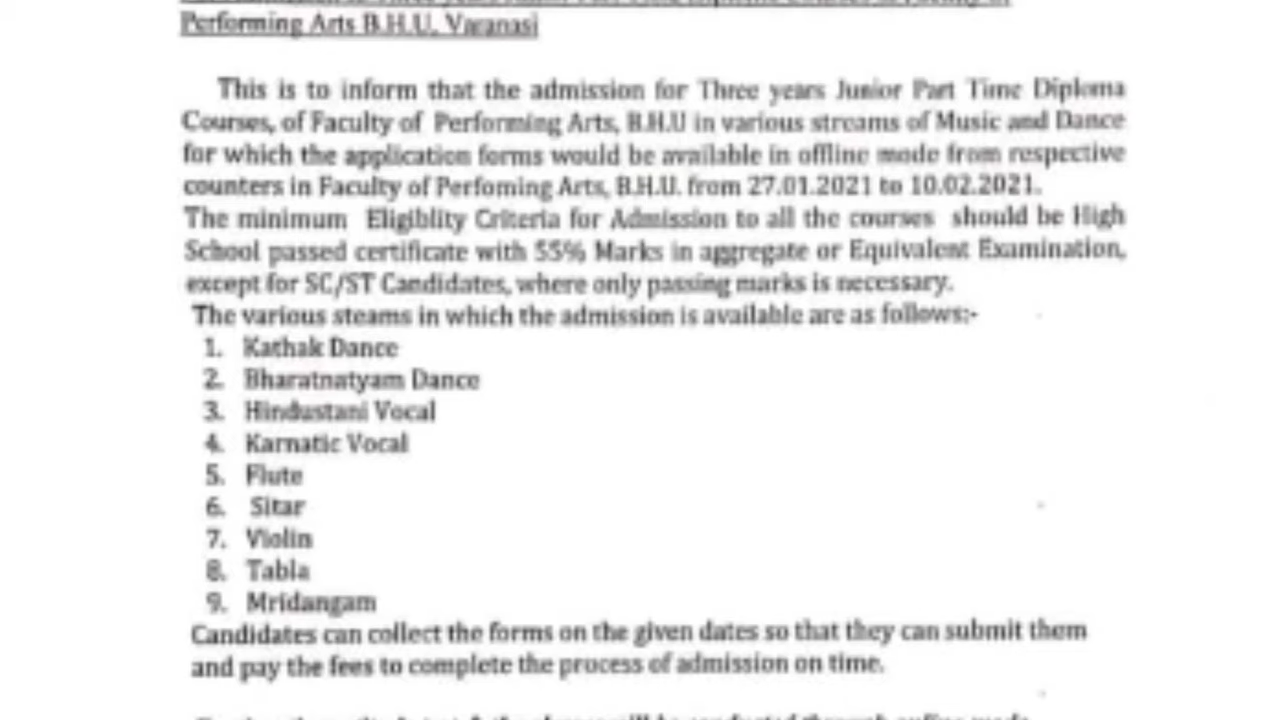 Performing Arts B.H.U, Varanasi
This is to inform that the admission for Three years Junior Part Time Diploma
Courses, of Faculty of Performing Arts, B.H.U in various streams of Music and Dance
for which the application forms would be available in offline mode from respective
counters in Faculty of Perfoming Arts, B.H.U. from 27.01.2021 to 10.02.2021.
The minimum Eligiblity Criteria for Admission to all the courses should be High
School passed certificate with 55% Marks in aggregate or Equivalent Examination,
except for SC/ST Candidates, where only passing marks is necessary.
The various steams in which the admission is available are as follows:-
1. Kathak Dance
2. Bharatnatyam Dance
3. Hindustani Vocal
4. Karnatic Vocal
5. Flute
6. Sitar
7. Violin
8. Tabla
9. Mridangam
Candidates can collect the forms on the given dates so that they can submit them
and pay the fees to complete the process of admission on time.